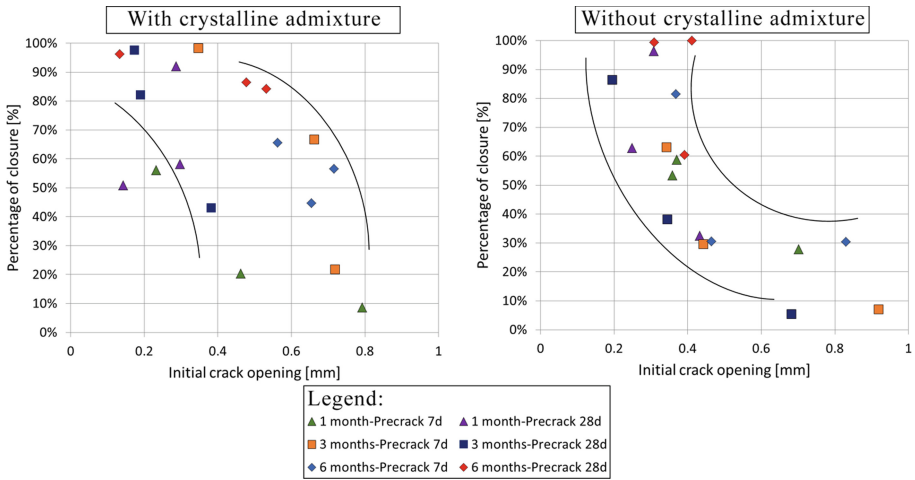 With crystalline admixture
Percentage of closure [%]
100%
90%
80%
70%
60%
50%
40%
30%
20%
10%
0%
0 0.2 0.4 0.6 0.8 1
Initial crack opening [mm]
Without crystalline admixture
Percentage of closure [%]
100%
90%
80%
70%
60%
50%
40%
30%
20%
10%
0%
0 0.2 0.4 0.6 0.8 1
Initial crack opening [mm]
Legend:
1 month-Precrack 7d 1 month-Precrack 28d
3 months-Precrack 7d 3 months-Precrack 28d
6 months-Precrack 7d 6 months-Precrack 28d